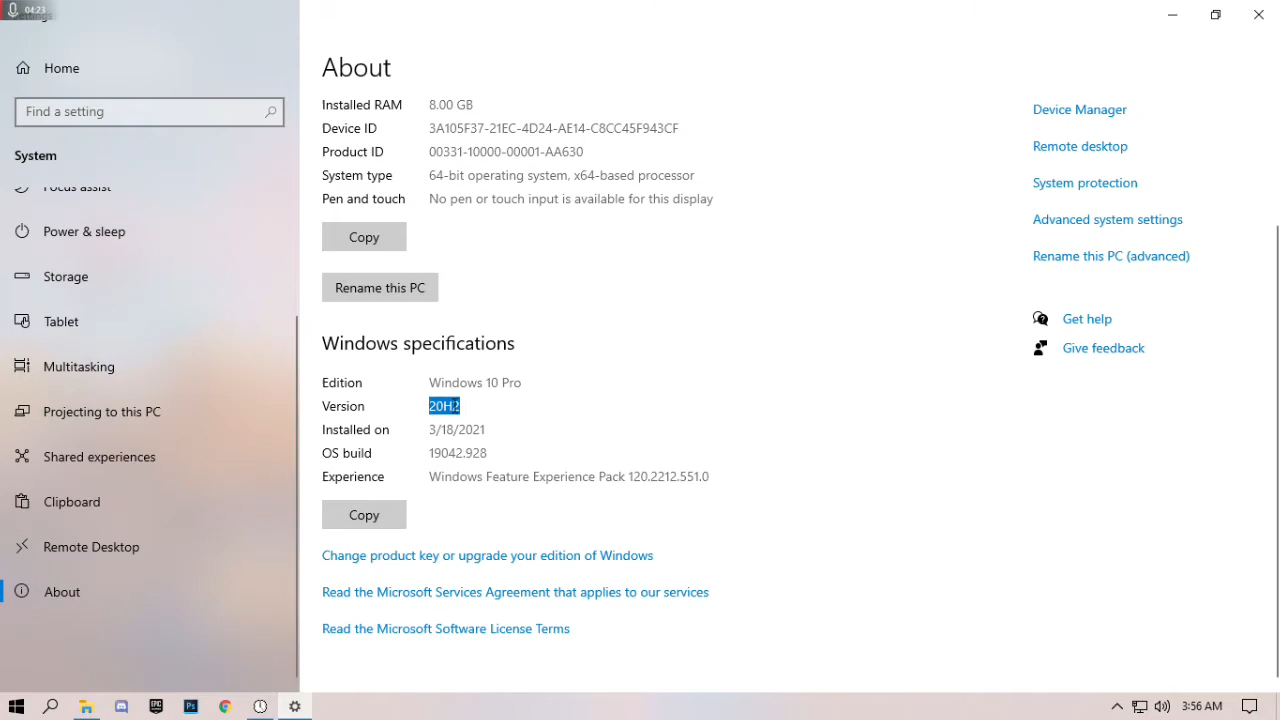 04:23
Settings
Home
Find a setting
System
Focus assist
Power & sleep
Storage
Tablet
Multitasking
Projecting to this PC
Shared experiences
Clipboard
Remote Desktop
About
About
Installed RAM 8.00 GB
Device ID 3A105F37-21EC-4D24-AE14-C8CC45F943CF
Product ID 00331-10000-00001-AA630
System type 64-bit operating system, x64-based processor
Pen and touch No pen or touch input is available for this display
Copy
Rename this PC
Windows specifications
Edition Windows 10 Pro
Version 20H2
Installed on 3/18/2021
OS build 19042.928
Experience Windows Feature Experience Pack 120.2212.551.0
Copy
Change product key or upgrade your edition of Windows
Read the Microsoft Services Agreement that applies to our services
Read the Microsoft Software License Terms
Device Manager
Remote desktop
System protection
Advanced system settings
Rename this PC (advanced)
Get help
Give feedback
EPIC
Ps
3:56 AM